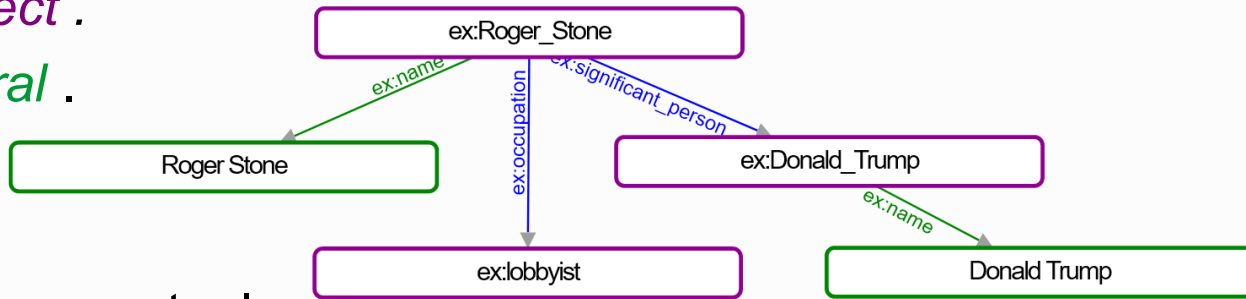 ect .
ex:Roger_Stone
ex:name
ex:occupation
ex:significant_person
ral .
Roger Stone
ex:Donald_Trump
ex:name
ex:lobbyist
Donald Trump